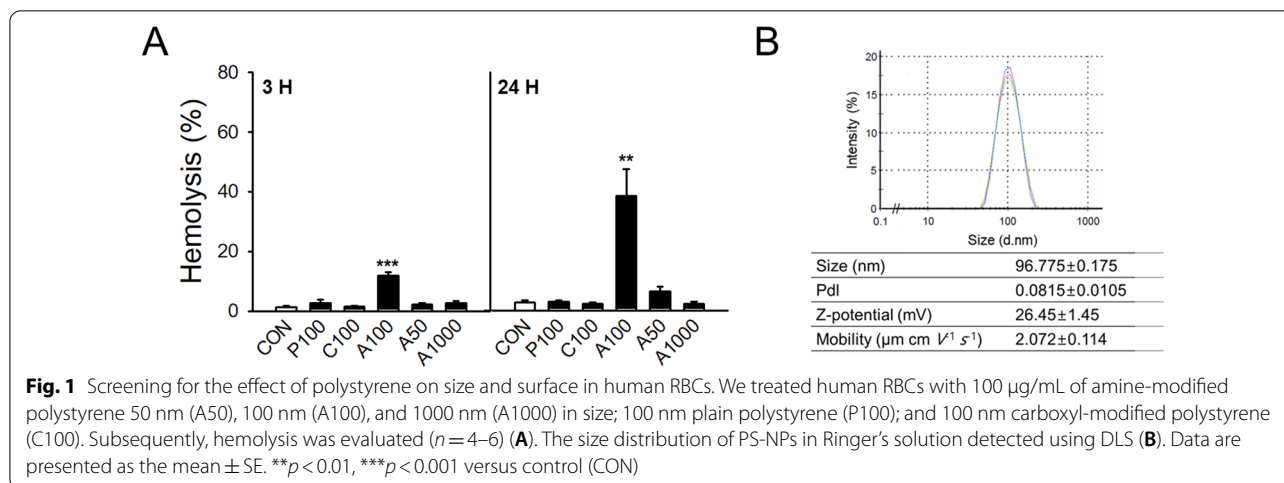 A
B
Hemolysis (%)
80
60
40
20
0
3 H
24 H
***
**
CON
P100
C100
A100
A50
A1000
CON
P100
C100
A100
A50
A1000
Intensity (%)
20
15
10
5
0
0.1
10
100
1000
Size (d.nm)
Size (nm) 96.775±0.175
PdI 0.0815±0.0105
Z-potential (mV) 26.45±1.45
Mobility (µm cm V⁻¹ s⁻¹) 2.072±0.114
Fig. 1 Screening for the effect of polystyrene on size and surface in human RBCs. We treated human RBCs with 100 µg/mL of amine-modified
polystyrene 50 nm (A50), 100 nm (A100), and 1000 nm (A1000) in size; 100 nm plain polystyrene (P100); and 100 nm carboxyl-modified polystyrene
(C100). Subsequently, hemolysis was evaluated (n = 4–6) (A). The size distribution of PS-NPs in Ringer's solution detected using DLS (B). Data are
presented as the mean ± SE. **p < 0.01, ***p < 0.001 versus control (CON)